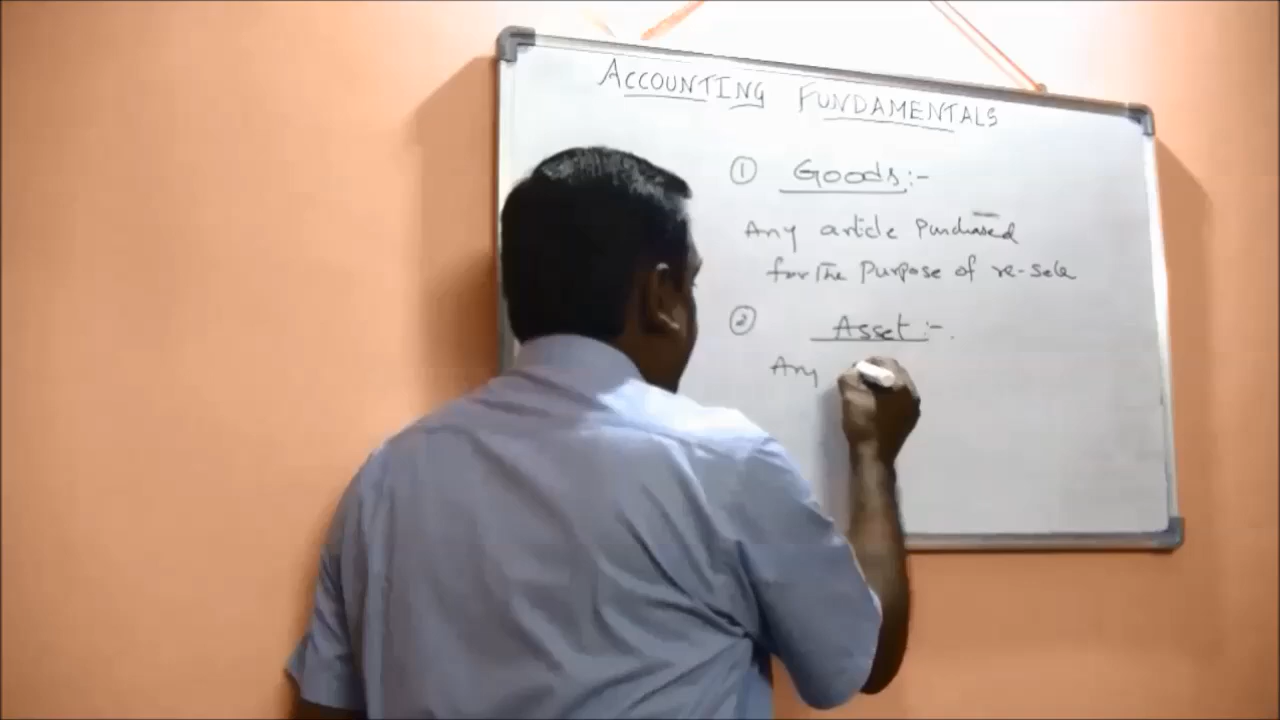 ACCOUNTING FUNDAMENTALS
① Goods:-
Any article purchased
for the purpose of re-sale
② Asset:-
Any